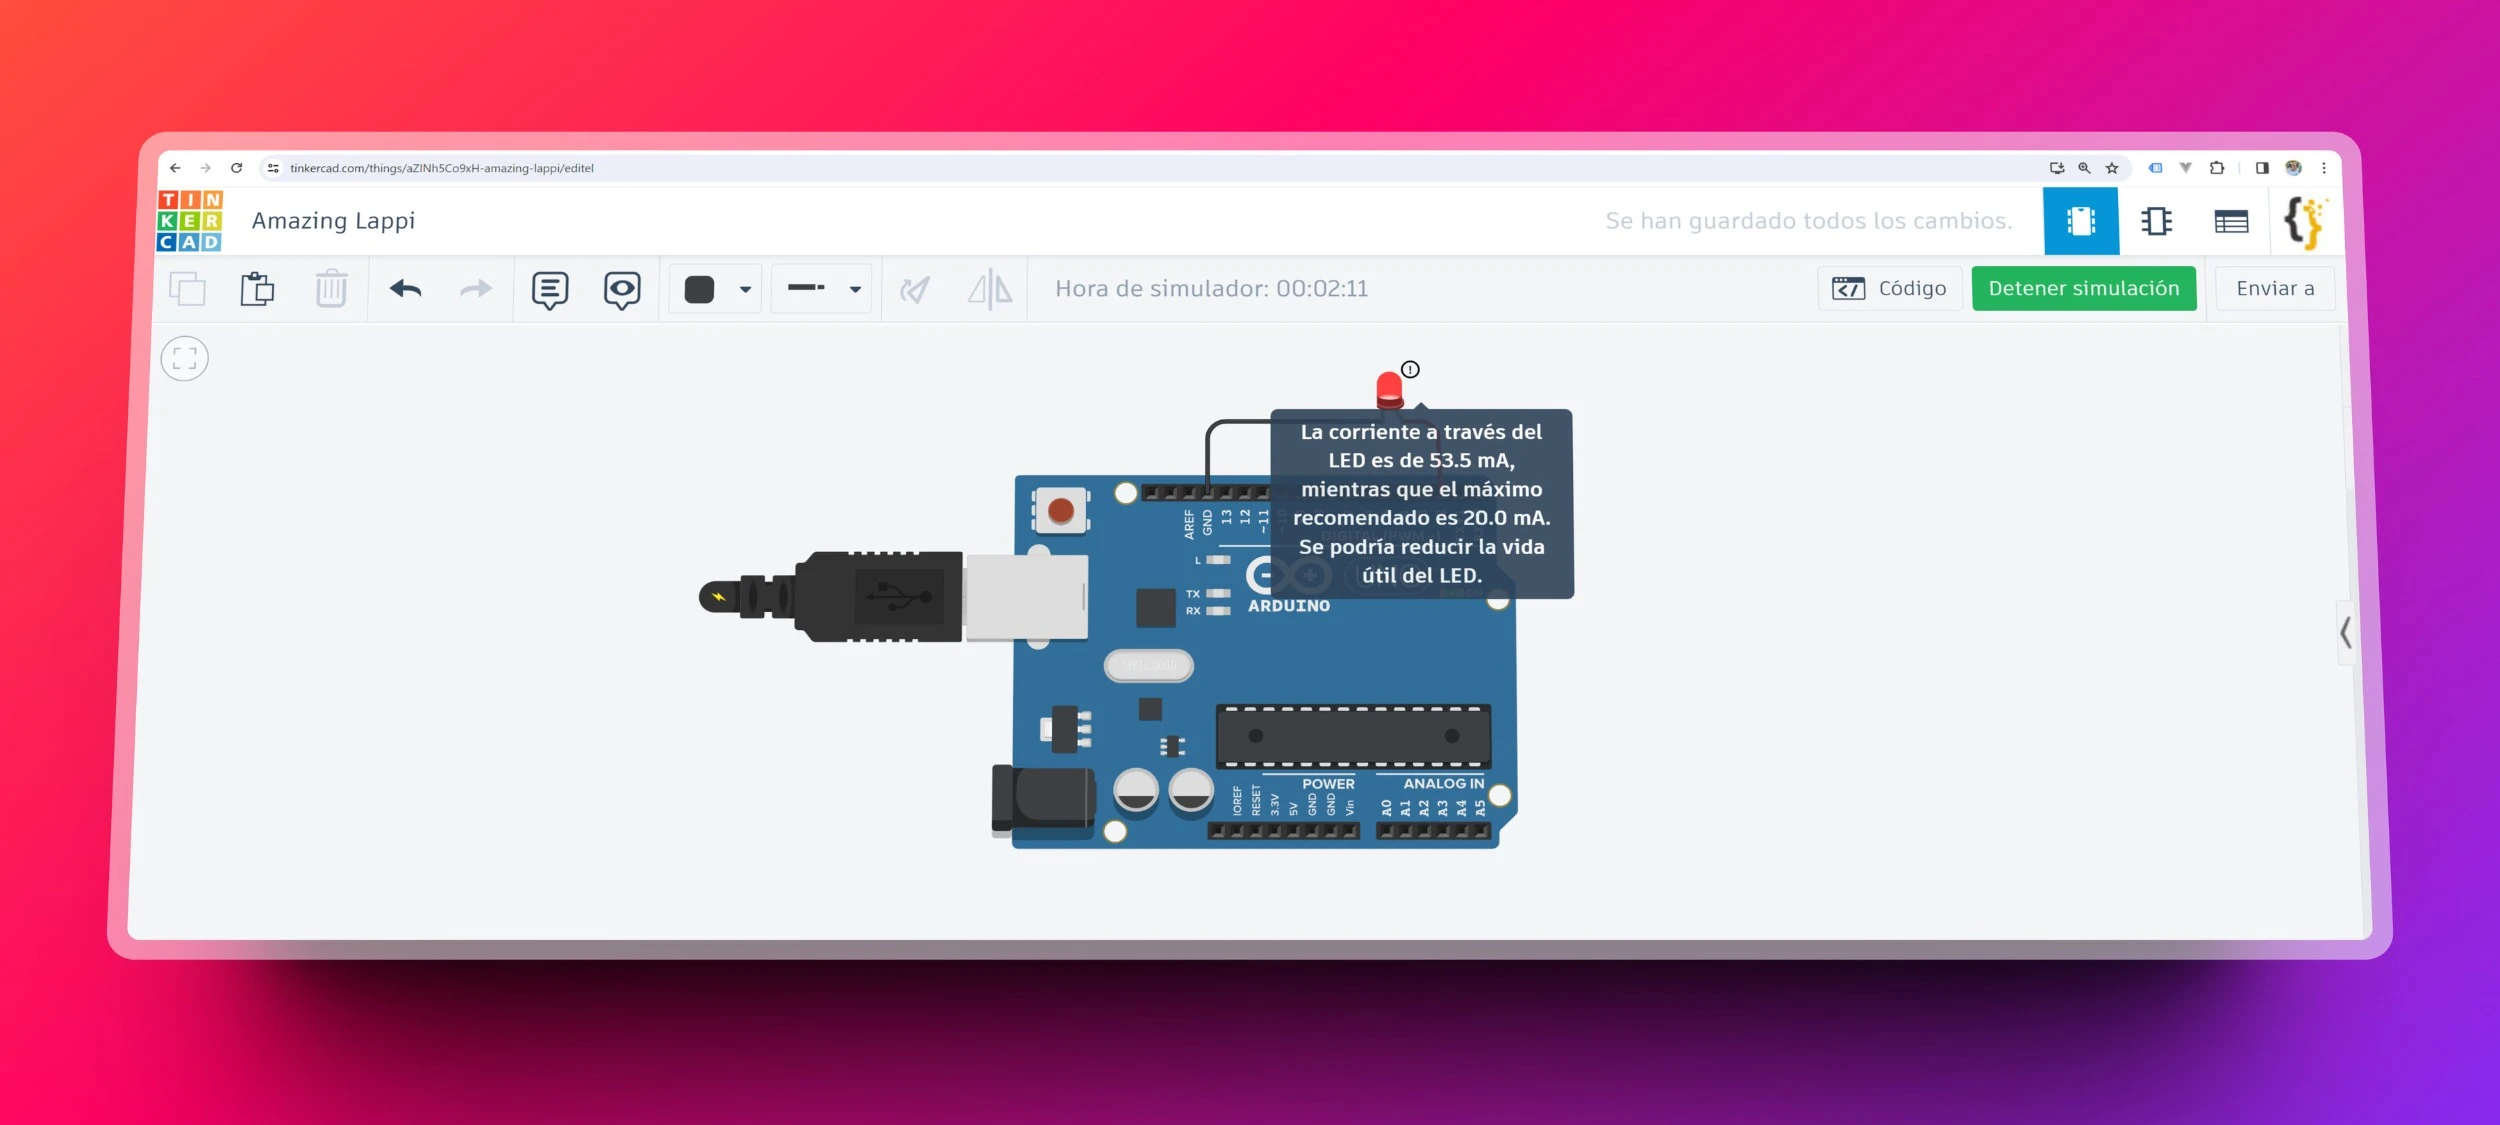 tinkercad.com/things/aZINh5Co9xH-amazing-lappi/editel
TIN
KER
CAD
Amazing Lappi
Se han guardado todos los cambios.
Hora de simulador: 00:02:11
Código
Detener simulación
Enviar a
La corriente a través del
LED es de 53.5 mA,
mientras que el máximo
recomendado es 20.0 mA.
Se podría reducir la vida
útil del LED.
AREF
GND
13
12
~11
L
TX
RX
ARDUINO
POWER
ANALOG IN
IOREF
RESET
3.3V
5V
GND
GND
Vin
A0
A1
A2
A3
A4
A5